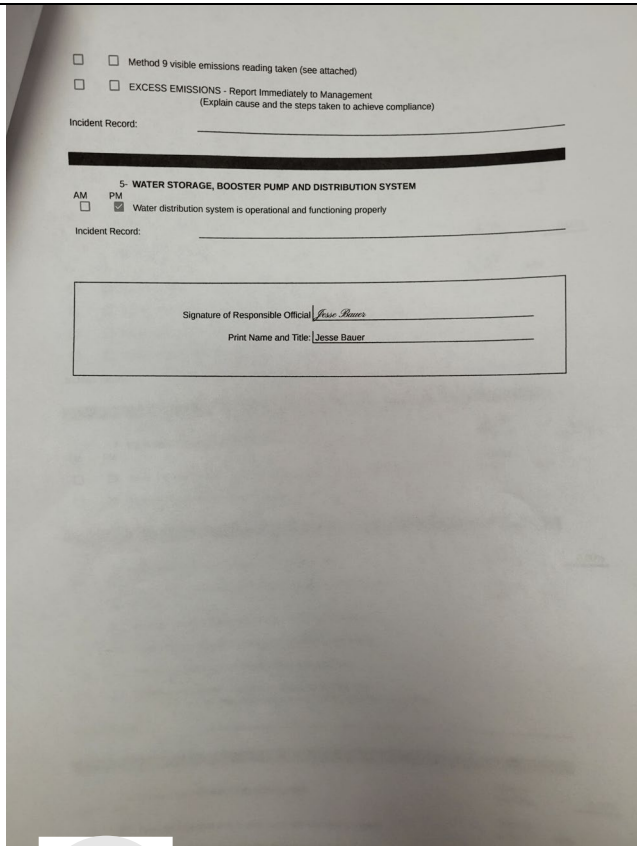 ☐ ☐ Method 9 visible emissions reading taken (see attached)
☐ ☐ EXCESS EMISSIONS - Report Immediately to Management
(Explain cause and the steps taken to achieve compliance)
Incident Record:
5- WATER STORAGE, BOOSTER PUMP AND DISTRIBUTION SYSTEM
AM PM
☐ ☑ Water distribution system is operational and functioning properly
Incident Record:
Signature of Responsible Official Jesse Bauer
Print Name and Title: Jesse Bauer